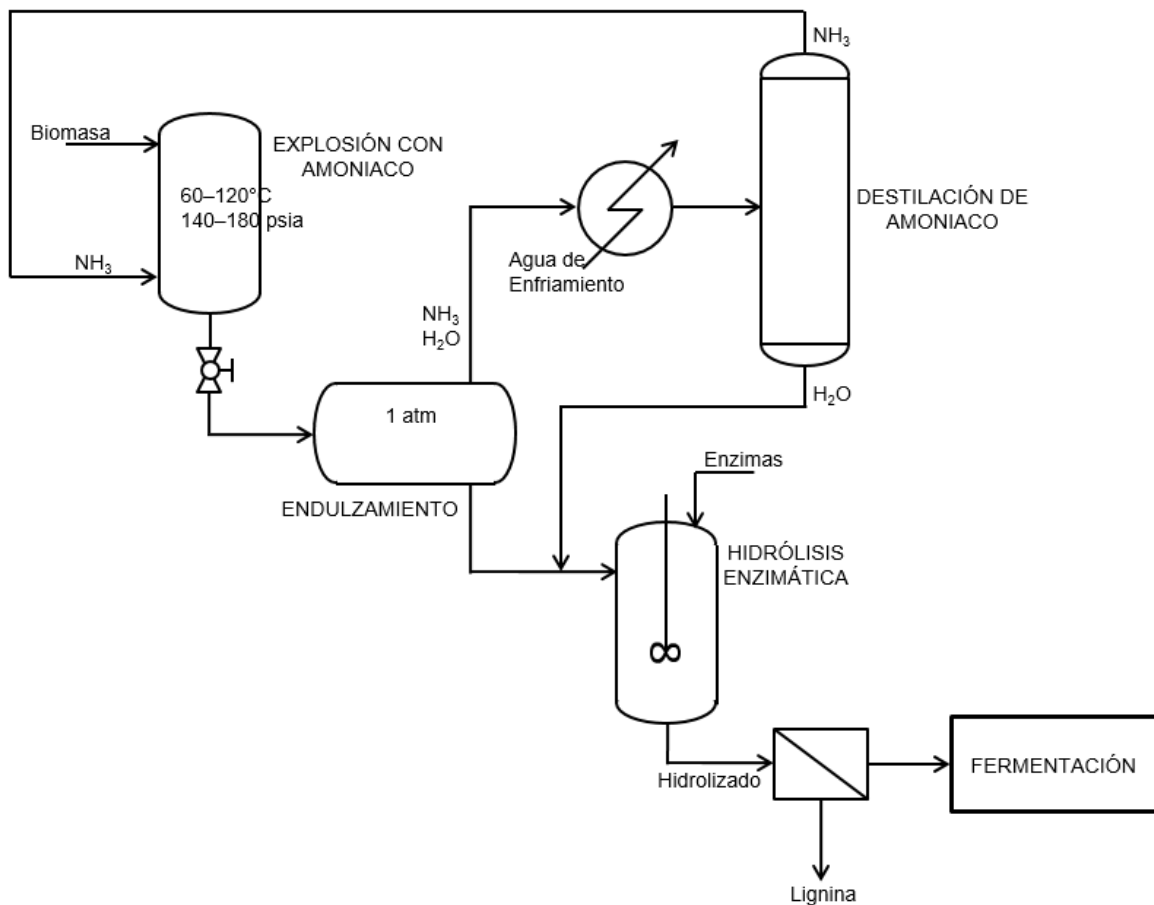 NH₃
Biomasa
EXPLOSIÓN CON
AMONIACO
60–120°C
140–180 psia
NH₃
DESTILACIÓN DE
AMONIACO
Agua de
Enfriamiento
NH₃
H₂O
H₂O
1 atm
ENDULZAMIENTO
Enzimas
HIDRÓLISIS
ENZIMÁTICA
Hidrolizado
FERMENTACIÓN
Lignina